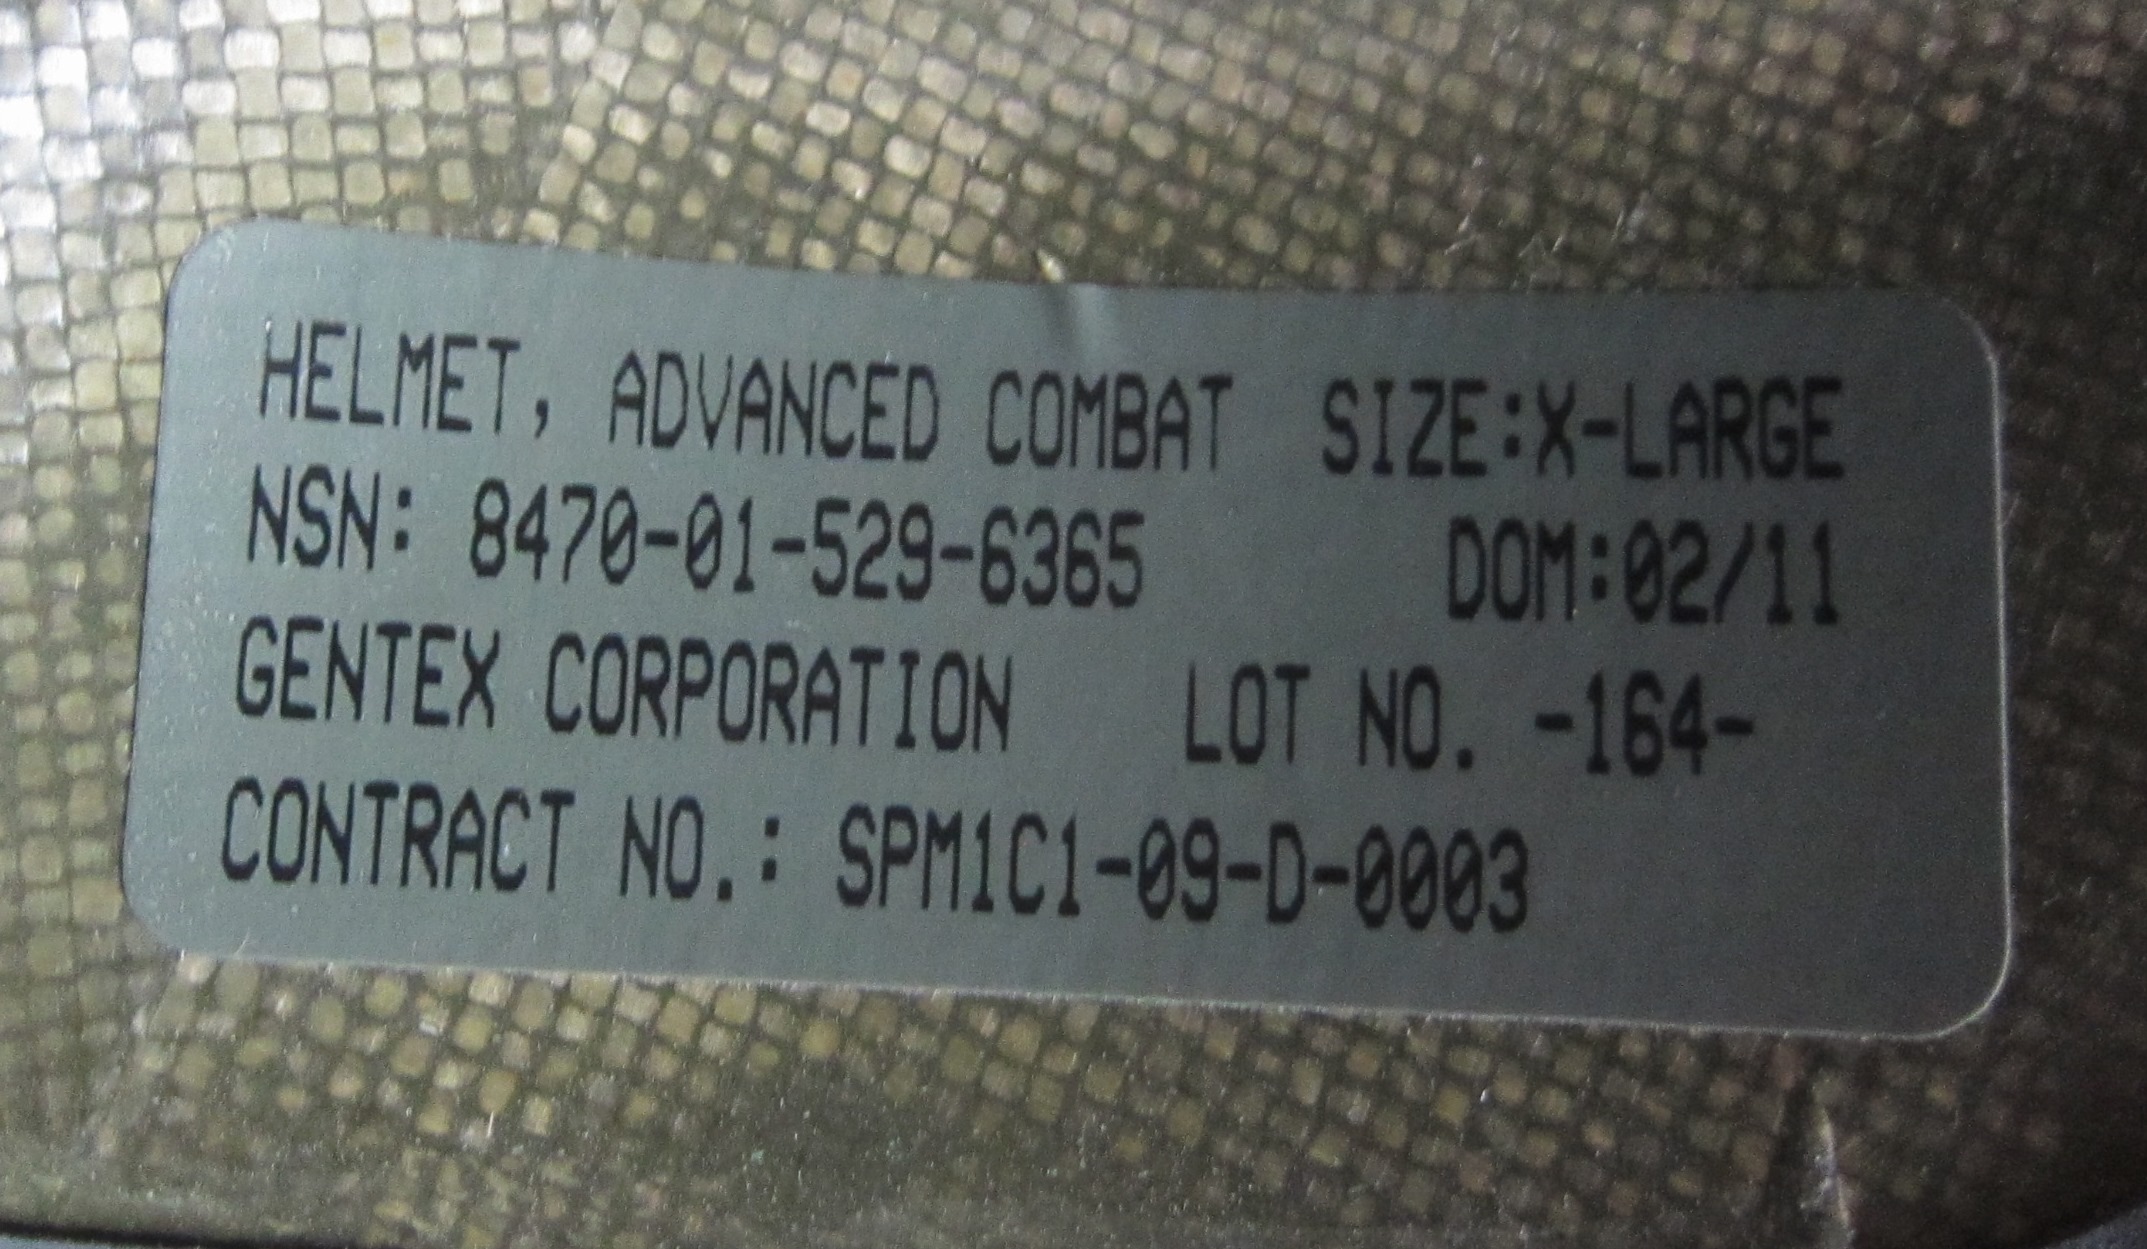 HELMET, ADVANCED COMBAT SIZE:X-LARGE
NSN: 8470-01-529-6365 DOM:02/11
GENTEX CORPORATION LOT NO. -164-
CONTRACT NO.: SPM1C1-09-D-0003